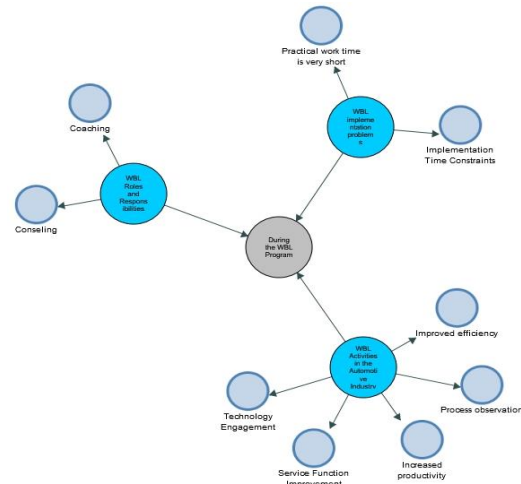 Practical work time
is very short
WBL
impleme
ntation
problem
s
Implementation
Time Constraints
Coaching
WBL
Roles
and
Respons
ibilities
Conseling
During
the WBL
Program
Improved efficiency
WBL
Activities
in the
Automoti
ve
Industry
Process observation
Technology
Engagement
Increased
productivity
Service Function
Improvement